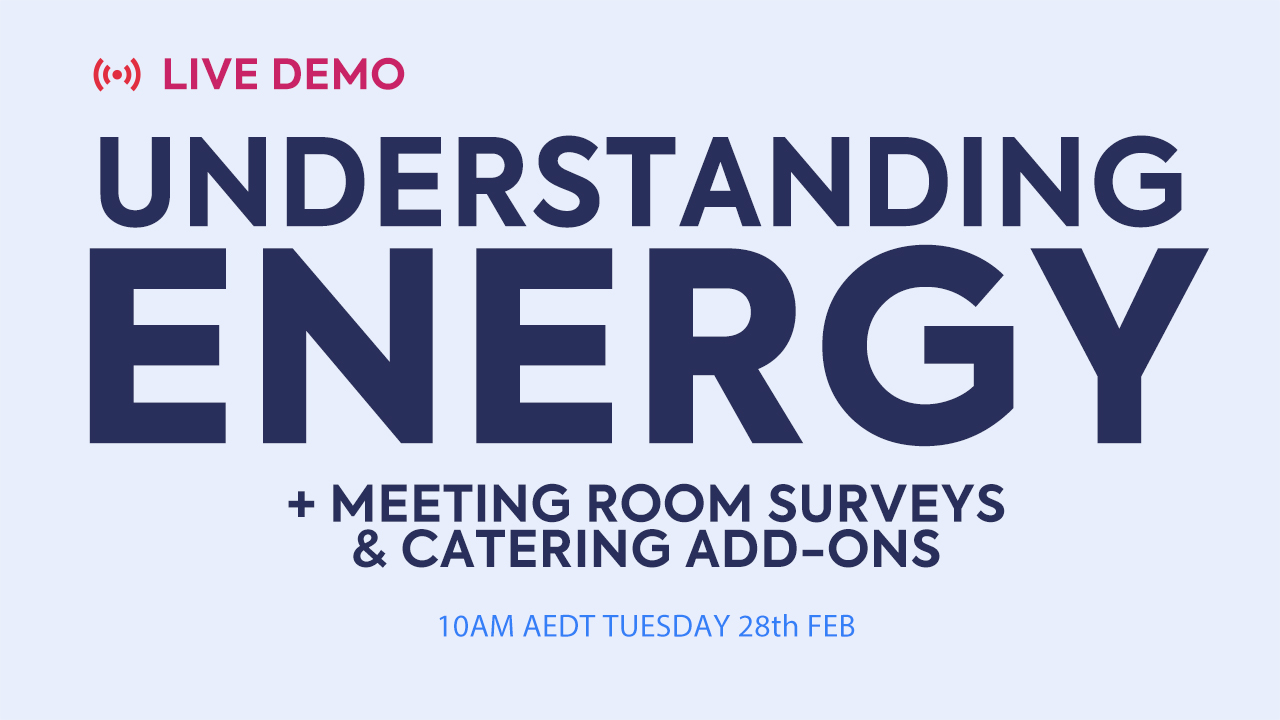 LIVE DEMO
UNDERSTANDING
ENERGY
+ MEETING ROOM SURVEYS
& CATERING ADD-ONS
10AM AEDT TUESDAY 28th FEB